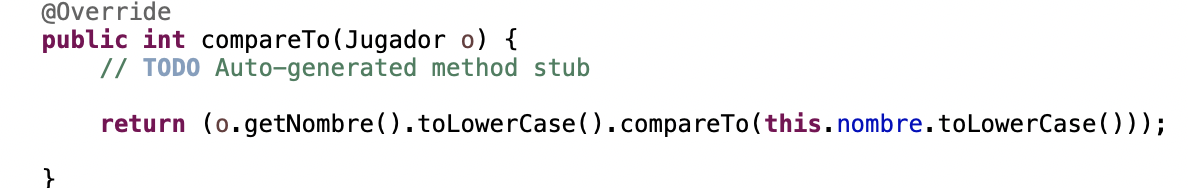 @Override
public int compareTo(Jugador o) {
// TODO Auto-generated method stub
return (o.getNombre().toLowerCase().compareTo(this.nombre.toLowerCase()));
}